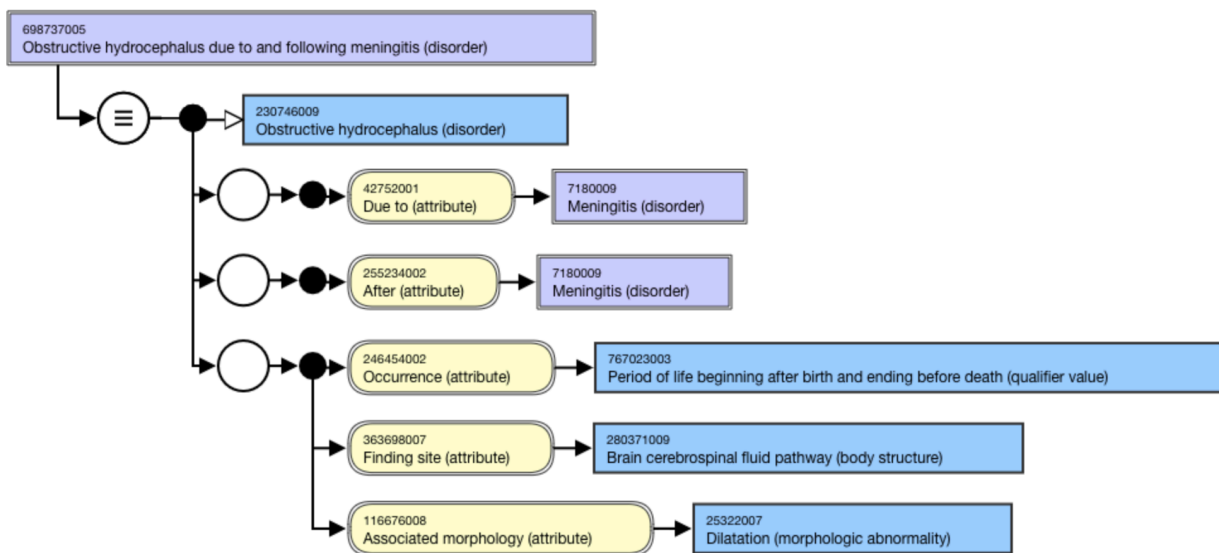 698737005
Obstructive hydrocephalus due to and following meningitis (disorder)
230746009
Obstructive hydrocephalus (disorder)
42752001
Due to (attribute)
7180009
Meningitis (disorder)
255234002
After (attribute)
7180009
Meningitis (disorder)
246454002
Occurrence (attribute)
767023003
Period of life beginning after birth and ending before death (qualifier value)
363698007
Finding site (attribute)
280371009
Brain cerebrospinal fluid pathway (body structure)
116676008
Associated morphology (attribute)
25322007
Dilatation (morphologic abnormality)